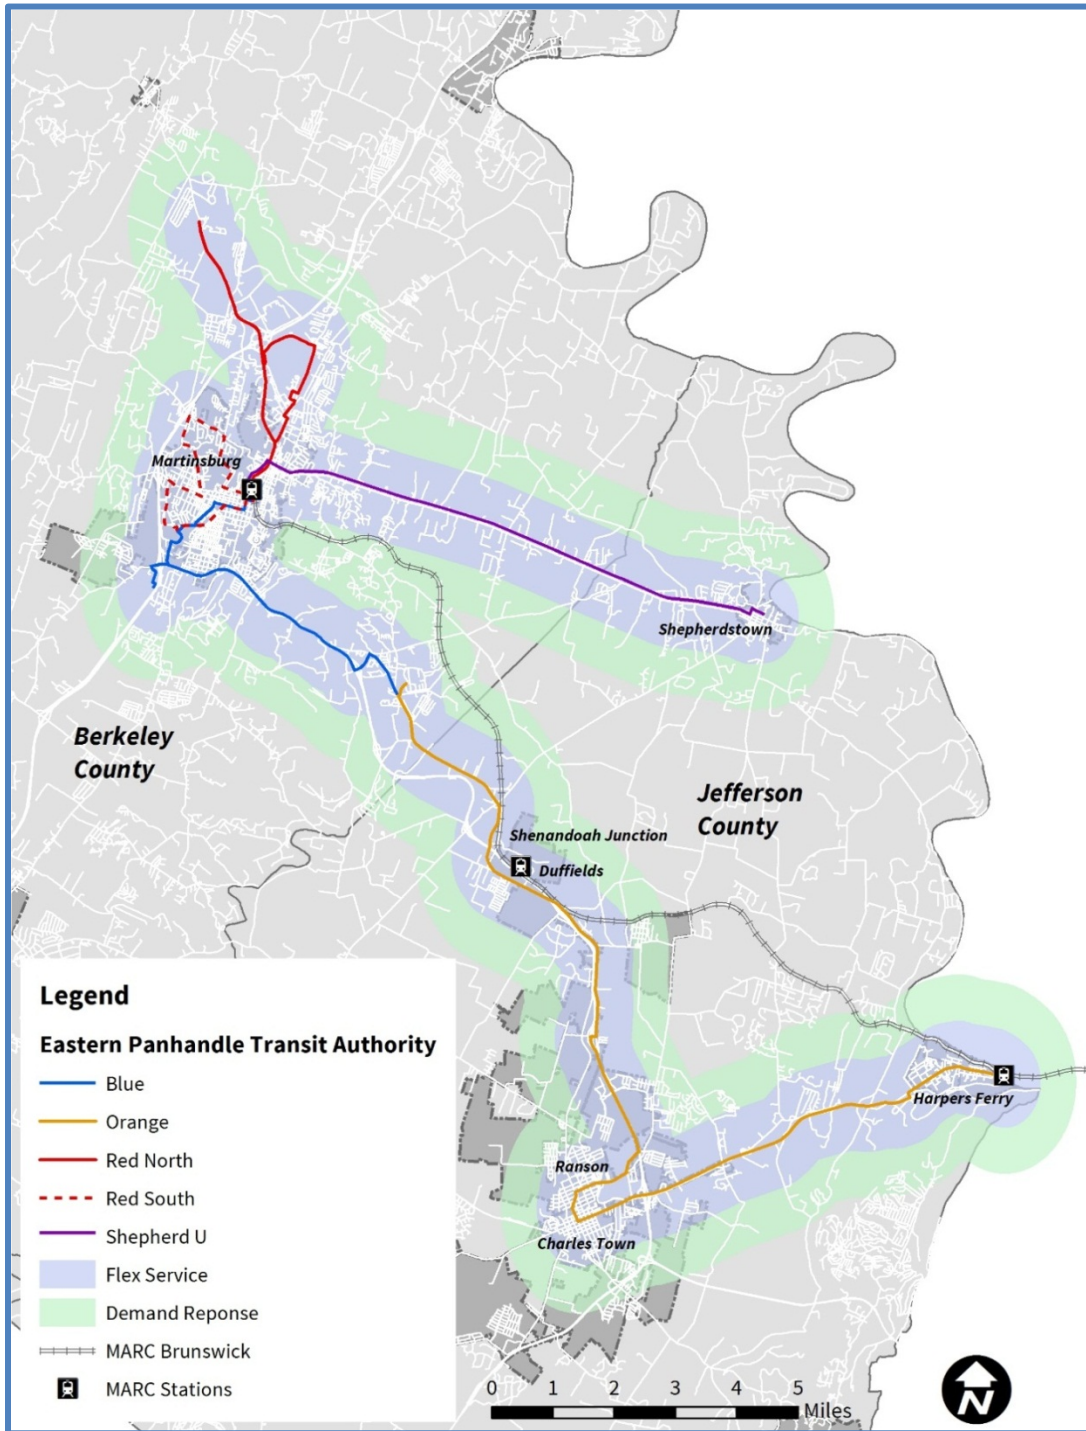 Martinsburg
Shepherdstown
Berkeley
County
Jefferson
County
Shenandoah Junction
Duffields
Harpers Ferry
Ranson
Charles Town
Legend
Eastern Panhandle Transit Authority
Blue
Orange
Red North
Red South
Shepherd U
Flex Service
Demand Reponse
MARC Brunswick
MARC Stations
0 1 2 3 4 5
Miles
N